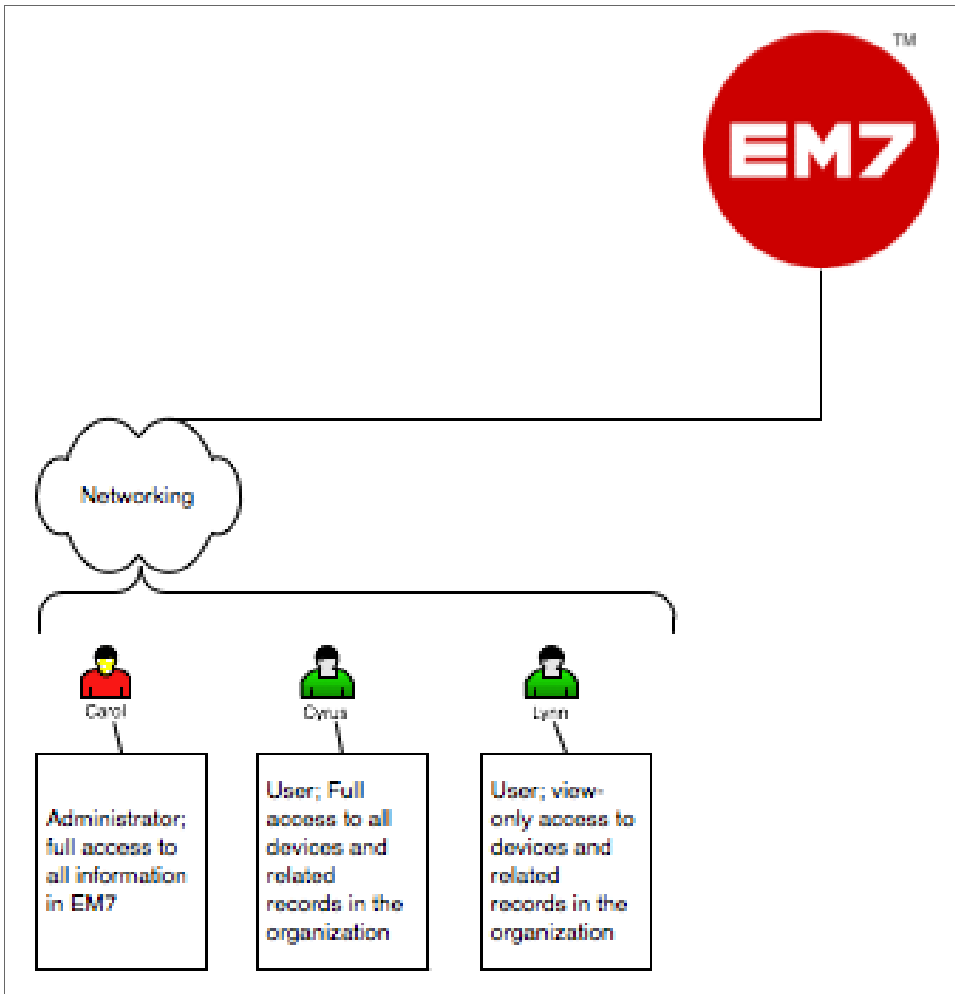 TM
EM7
Networking
Carol
Cyrus
Lynn
Administrator;
full access to
all information
in EM7
User; Full
access to all
devices and
related
records in the
organization
User; view-
only access to
devices and
related
records in the
organization